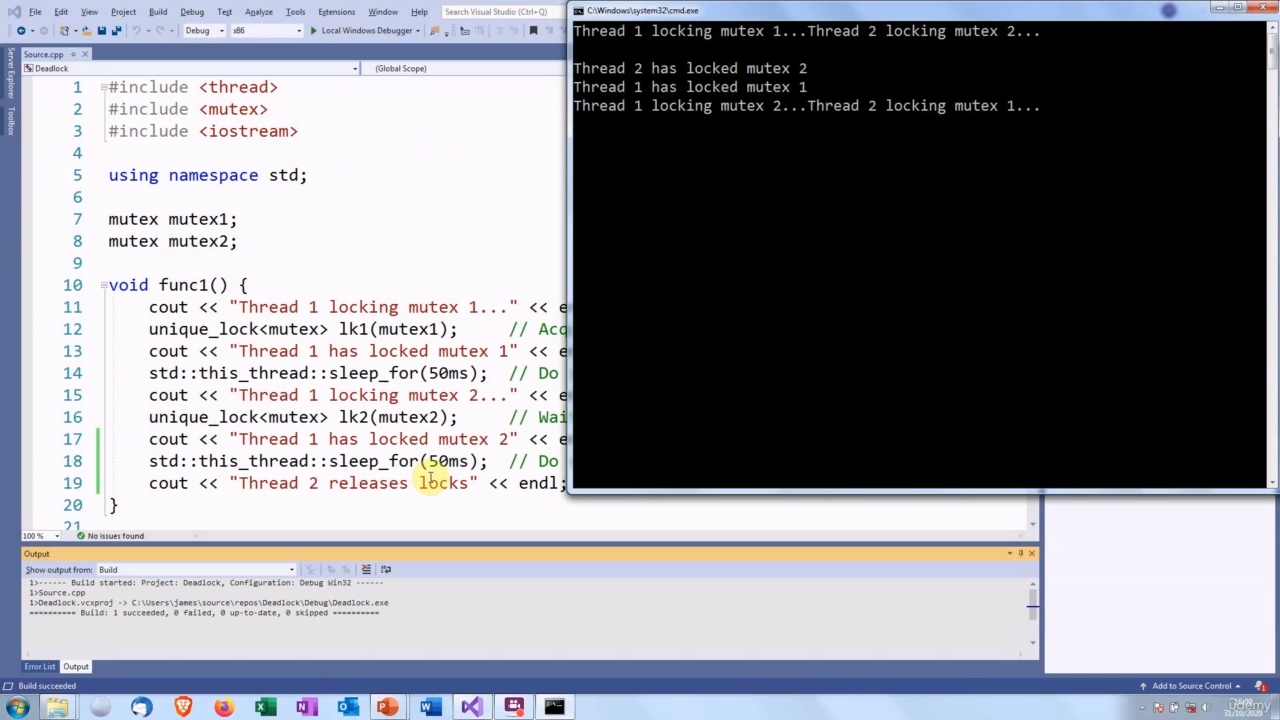 File Edit View Project Build Debug Test Analyze Tools Extensions Window Help Search Visual Studio (Ctrl+Q)
Debug x86 Local Windows Debugger
Server Explorer
Toolbox
Source.cpp
Deadlock (Global Scope)
1 #include <thread>
2 #include <mutex>
3 #include <iostream>
4
5 using namespace std;
6
7 mutex mutex1;
8 mutex mutex2;
9
10 void func1() {
11 cout << "Thread 1 locking mutex 1..." << e
12 unique_lock<mutex> lk1(mutex1); // Acq
13 cout << "Thread 1 has locked mutex 1" << e
14 std::this_thread::sleep_for(50ms); // Do
15 cout << "Thread 1 locking mutex 2..." << e
16 unique_lock<mutex> lk2(mutex2); // Wai
17 cout << "Thread 1 has locked mutex 2" << e
18 std::this_thread::sleep_for(50ms); // Do
19 cout << "Thread 2 releases locks" << endl;
20 }
21
100 % No issues found
C:\Windows\system32\cmd.exe
Thread 1 locking mutex 1...Thread 2 locking mutex 2...
Thread 2 has locked mutex 2
Thread 1 has locked mutex 1
Thread 1 locking mutex 2...Thread 2 locking mutex 1...
Output
Show output from: Build
1>------ Build started: Project: Deadlock, Configuration: Debug Win32 ------
1>Source.cpp
1>Deadlock.vcxproj -> C:\Users\james\source\repos\Deadlock\Debug\Deadlock.exe
========== Build: 1 succeeded, 0 failed, 0 up-to-date, 0 skipped ==========
Error List Output
Build succeeded Add to Source Control 1
udemy
31/10/2020